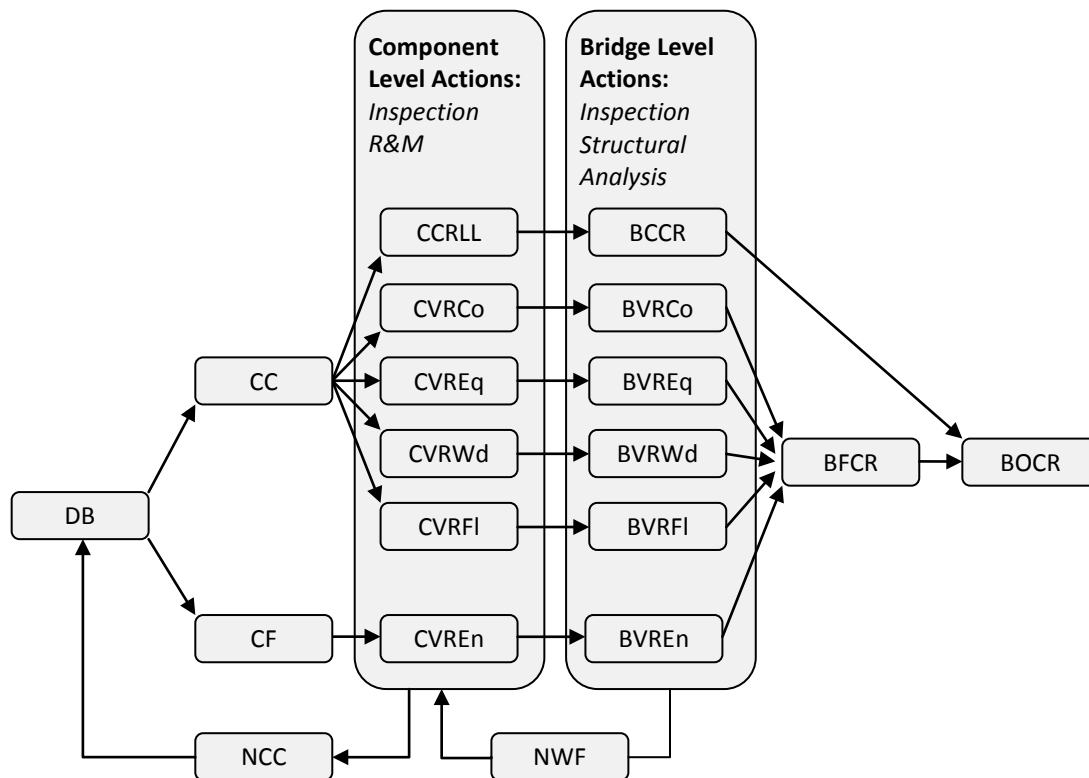 Component
Level Actions:
Inspection
R&M
Bridge Level
Actions:
Inspection
Structural
Analysis
CCRLL
BCCR
CVRCo
BVRCo
CC
CVREq
BVREq
CVRWd
BVRWd
BFCR
BOCR
DB
CVRFl
BVRFl
CF
CVREn
BVREn
NCC
NWF